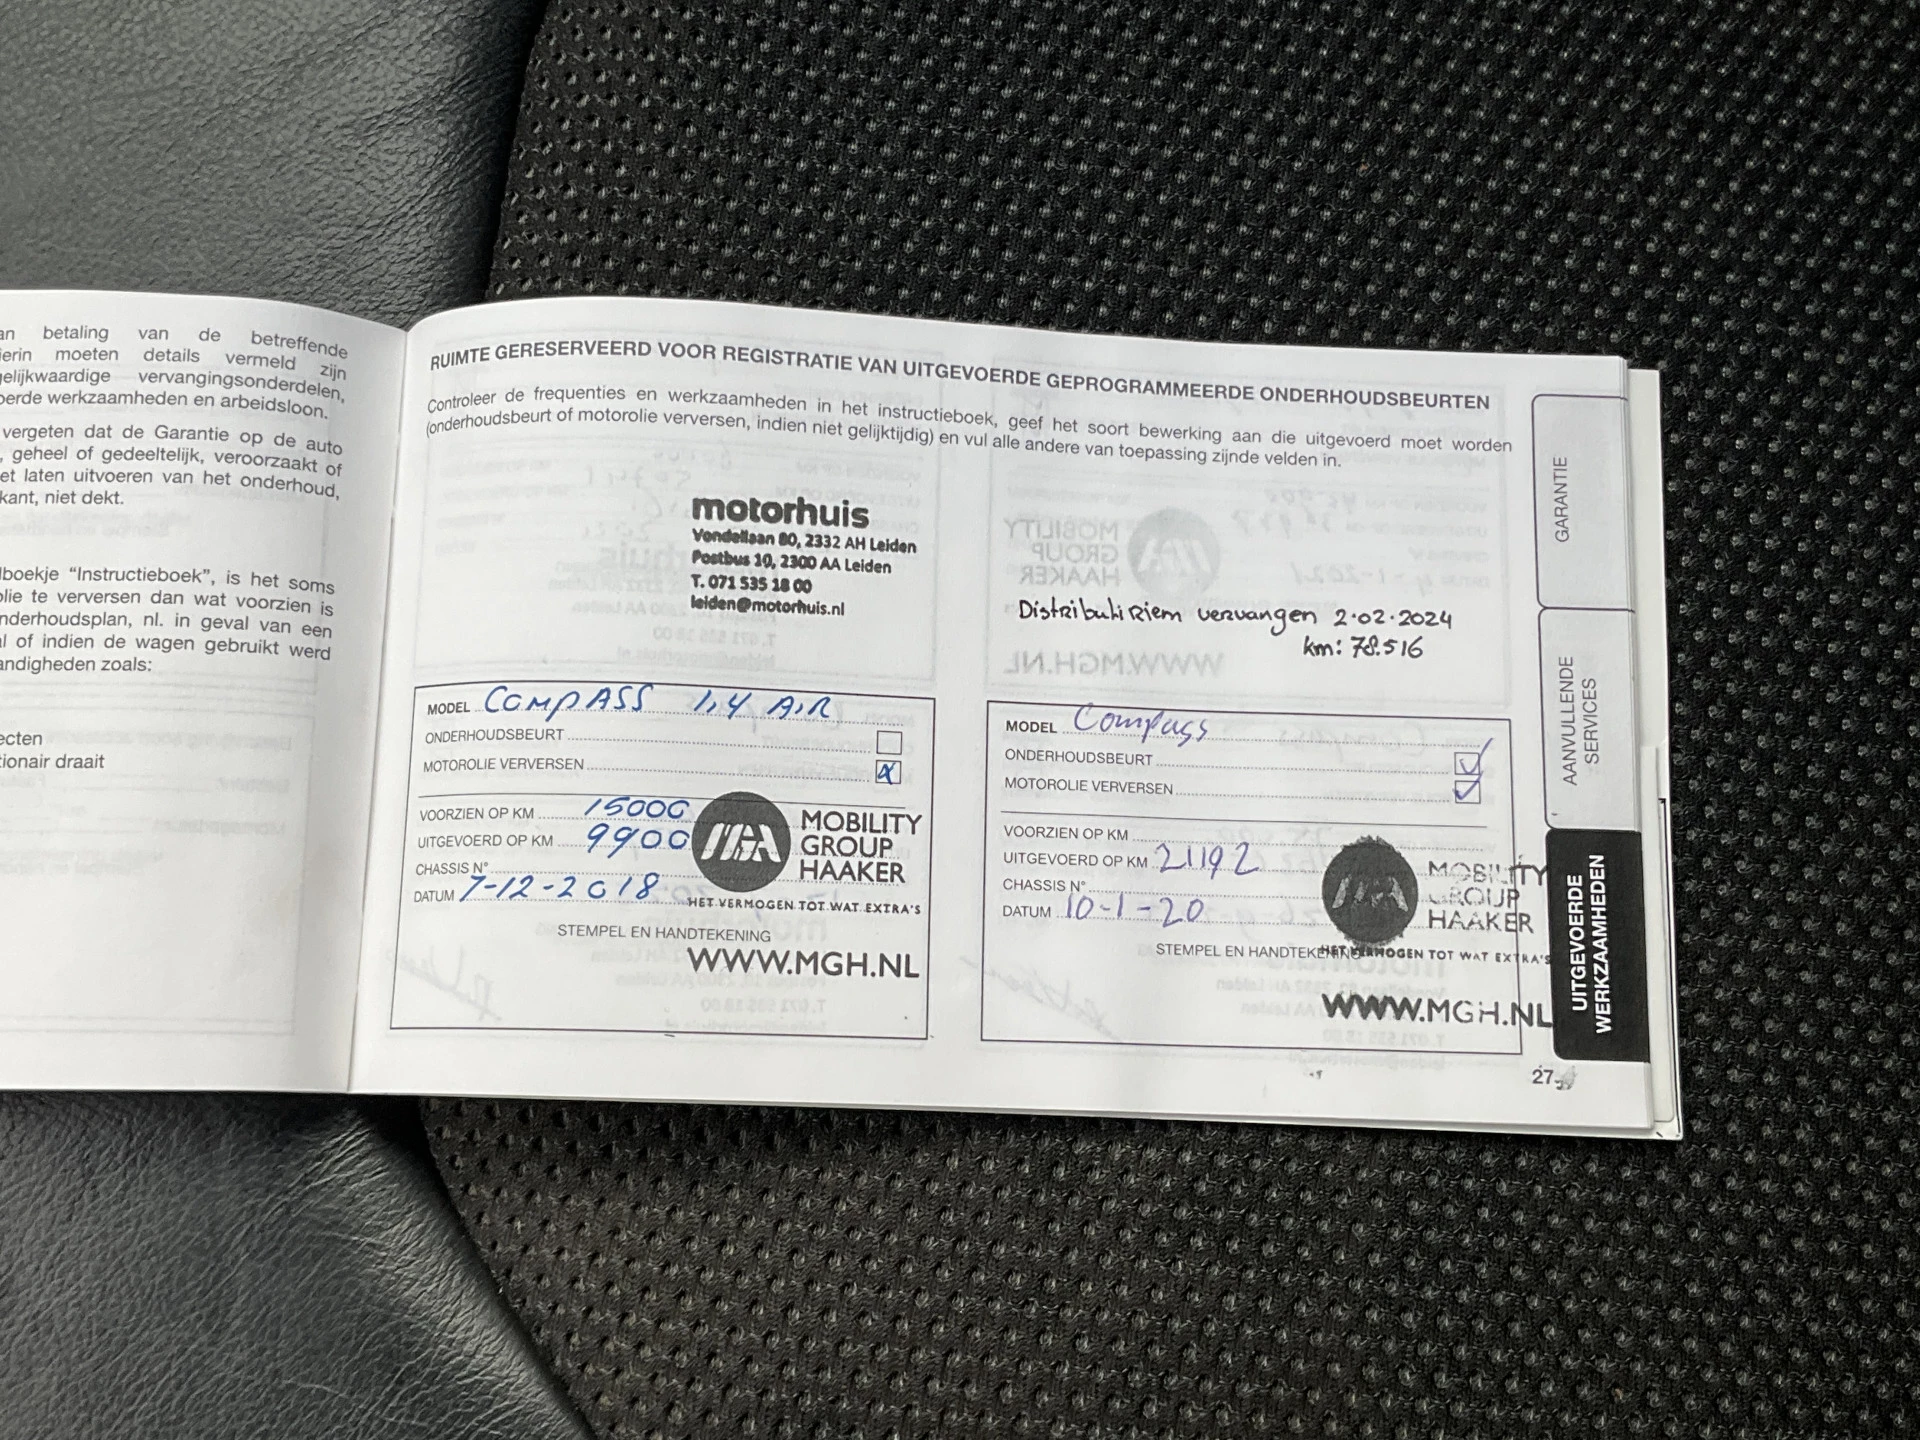 an betaling van de betreffende
ierin moeten details vermeld zijn
gelijkwaardige vervangingsonderdelen,
oerde werkzaamheden en arbeidsloon.
vergeten dat de Garantie op de auto
, geheel of gedeeltelijk, veroorzaakt of
et laten uitvoeren van het onderhoud,
kant, niet dekt.
lboekje “Instructieboek”, is het soms
olie te verversen dan wat voorzien is
nderhoudsplan, nl. in geval van een
al of indien de wagen gebruikt werd
andigheden zoals:
ecten
tionair draait
RUIMTE GERESERVEERD VOOR REGISTRATIE VAN UITGEVOERDE GEPROGRAMMEERDE ONDERHOUDSBEURTEN
Controleer de frequenties en werkzaamheden in het instructieboek, geef het soort bewerking aan die uitgevoerd moet worden
(onderhoudsbeurt of motorolie verversen, indien niet gelijktijdig) en vul alle andere van toepassing zijnde velden in.
motorhuis
Vondellaan 80, 2332 AH Leiden
Postbus 10, 2300 AA Leiden
T. 071 535 18 00
leiden@motorhuis.nl
MODEL COMPASS 1,4 AIR
ONDERHOUDSBEURT
MOTOROLIE VERVERSEN x
VOORZIEN OP KM 15000
UITGEVOERD OP KM 9900
CHASSIS N°
DATUM 7-12-2018
MOBILITY
GROUP
HAAKER
HET VERMOGEN TOT WAT EXTRA'S
STEMPEL EN HANDTEKENING
WWW.MGH.NL
Distributieriem vervangen 2.02.2024
km: 78.516
MODEL Compass
ONDERHOUDSBEURT ✓
MOTOROLIE VERVERSEN ✓
VOORZIEN OP KM
UITGEVOERD OP KM 21192
CHASSIS N°
DATUM 10-1-20
MOBILITY
GROUP
HAAKER
STEMPEL EN HANDTEKENING
HET VERMOGEN TOT WAT EXTRA'S
WWW.MGH.NL
27
GARANTIE
AANVULLENDE
SERVICES
UITGEVOERDE
WERKZAAMHEDEN